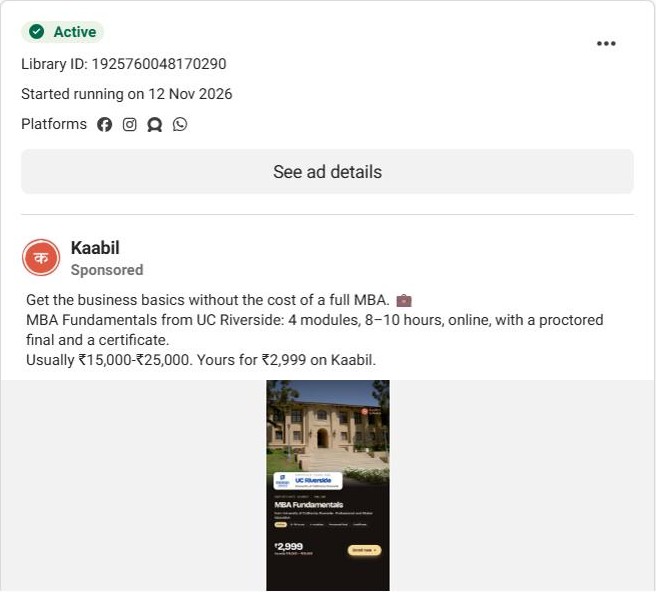 Active
Library ID: 1925760048170290
Started running on 12 Nov 2026
Platforms
See ad details
क
Kaabil
Sponsored
Get the business basics without the cost of a full MBA. 💼
MBA Fundamentals from UC Riverside: 4 modules, 8–10 hours, online, with a proctored
final and a certificate.
Usually ₹15,000-₹25,000. Yours for ₹2,999 on Kaabil.
UC Riverside
MBA Fundamentals
₹2,999